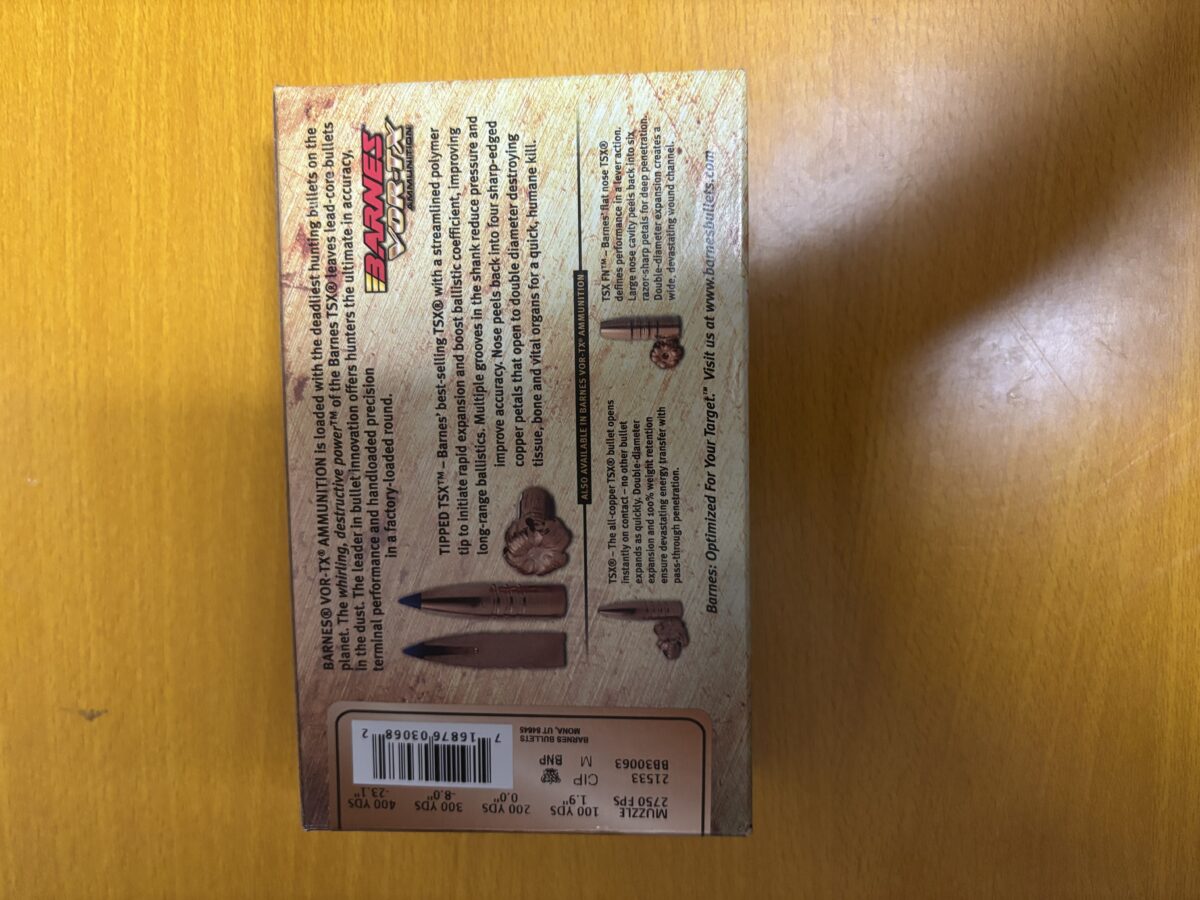 BARNES® VOR-TX® AMMUNITION is loaded with the deadliest hunting bullets on the
planet. The whirling, destructive power™ of the Barnes TSX® leaves lead-core bullets
in the dust. The leader in bullet innovation offers hunters the ultimate in accuracy,
terminal performance and handloaded precision
in a factory-loaded round.
BARNES
VOR-TX
AMMUNITION
TIPPED TSX™ – Barnes' best-selling TSX® with a streamlined polymer
tip to initiate rapid expansion and boost ballistic coefficient, improving
long-range ballistics. Multiple grooves in the shank reduce pressure and
improve accuracy. Nose peels back into four sharp-edged
copper petals that open to double diameter destroying
tissue, bone and vital organs for a quick, humane kill.
ALSO AVAILABLE IN BARNES VOR-TX® AMMUNITION
TSX® – The all-copper TSX® bullet opens
instantly on contact – no other bullet
expands as quickly. Double-diameter
expansion and 100% weight retention
ensure devastating energy transfer with
pass-through penetration.
TSX FN™ – Barnes' flat nose TSX®
defines performance in a lever action.
Large nose cavity peels back into six
razor-sharp petals for deep penetration.
Double-diameter expansion creates a
wide, devastating wound channel.
Barnes: Optimized For Your Target.™ Visit us at www.barnesbullets.com
MUZZLE 100 YDS 200 YDS 300 YDS 400 YDS
2750 FPS 1.9" 0.0" -8.0" -23.1"
21533 CIP
BB30063 M BNP
BARNES BULLETS
MONA, UT 84645
7 16876 03068 2